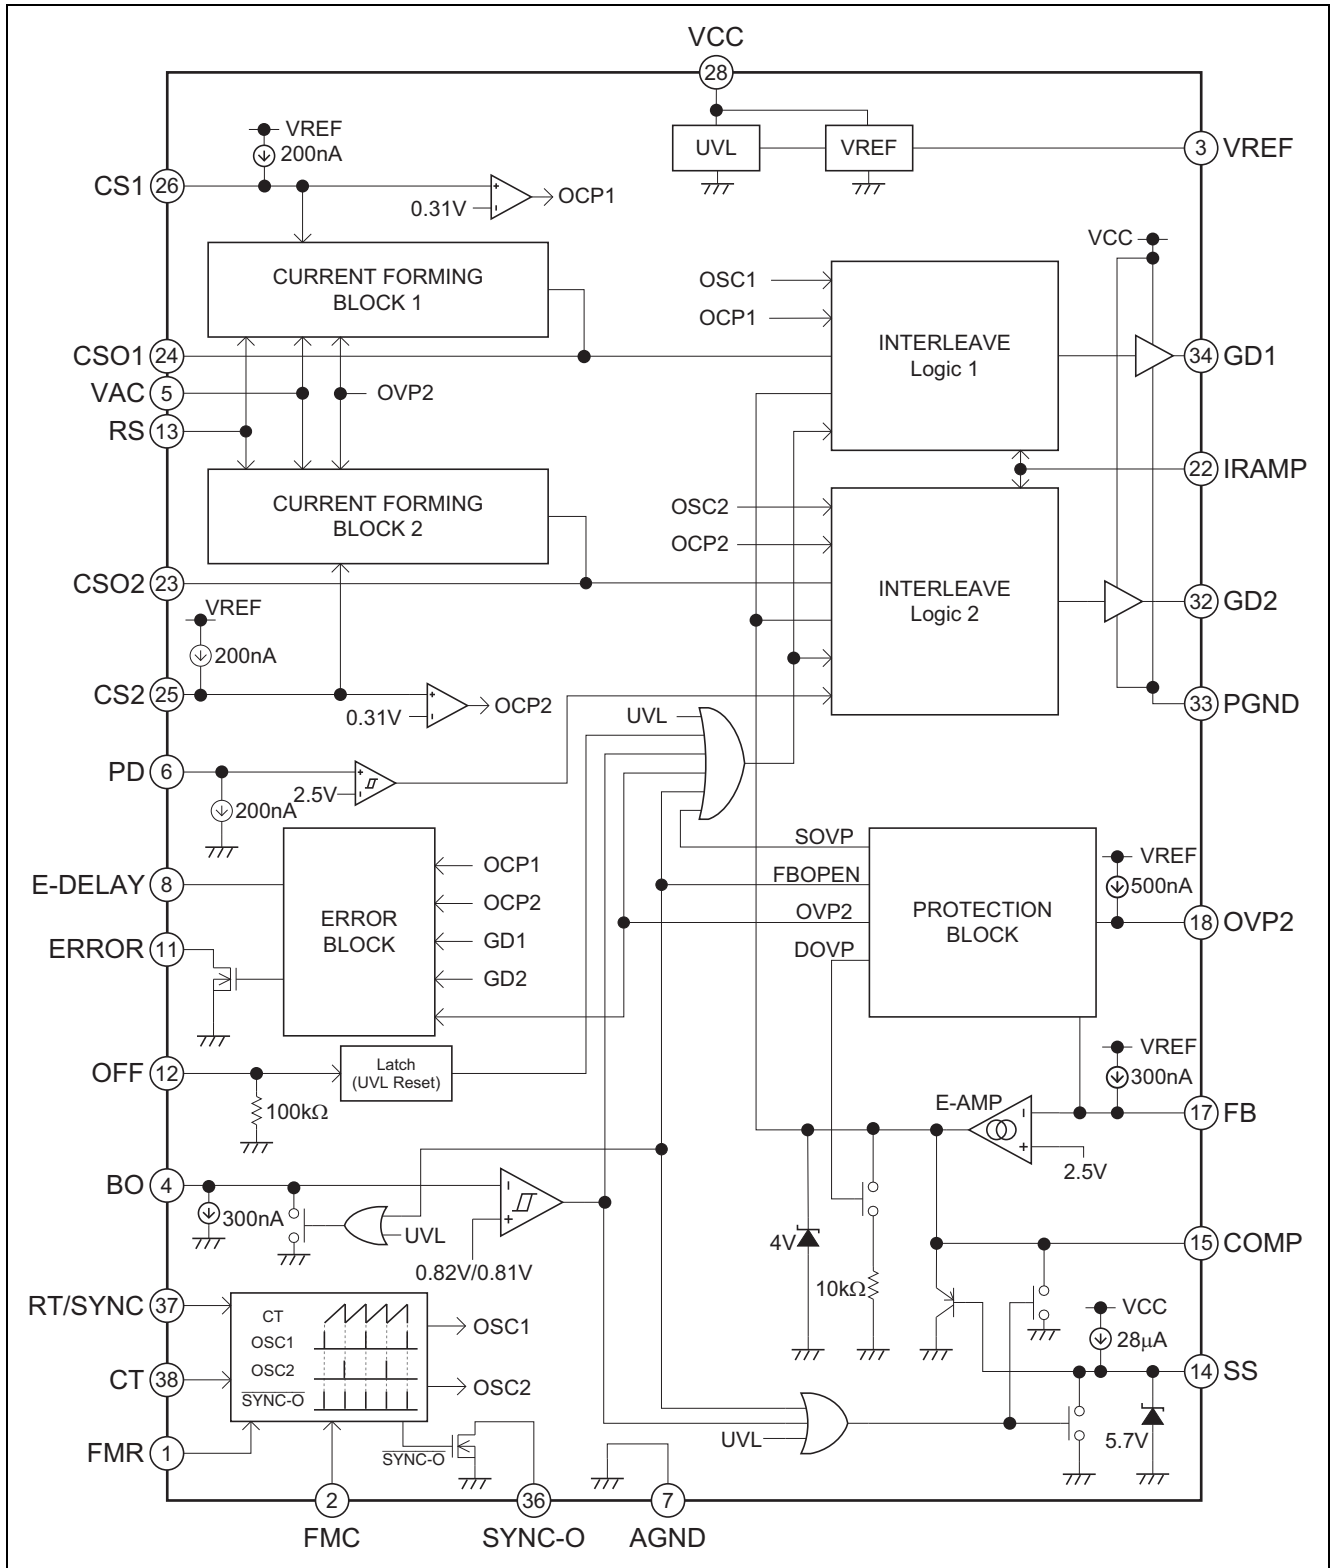 VCC
28
VREF
200nA
UVL
VREF
3
VREF
CS1
26
0.31V
OCP1
VCC
CURRENT FORMING
BLOCK 1
OSC1
OCP1
INTERLEAVE
Logic 1
CSO1
24
34
GD1
VAC
5
OVP2
RS
13
22
IRAMP
CURRENT FORMING
BLOCK 2
OSC2
OCP2
CSO2
23
INTERLEAVE
Logic 2
32
GD2
VREF
200nA
CS2
25
0.31V
OCP2
UVL
33
PGND
PD
6
2.5V
200nA
SOVP
FBOPEN
OVP2
DOVP
PROTECTION
BLOCK
VREF
500nA
18
OVP2
E-DELAY
8
OCP1
OCP2
GD1
GD2
ERROR
BLOCK
ERROR
11
OFF
12
Latch
(UVL Reset)
100kΩ
VREF
300nA
E-AMP
17
FB
2.5V
BO
4
300nA
UVL
0.82V/0.81V
4V
10kΩ
15
COMP
RT/SYNC
37
CT
OSC1
OSC2
SYNC-O
OSC1
OSC2
VCC
28μA
14
SS
CT
38
UVL
5.7V
FMR
1
SYNC-O
2
FMC
36
SYNC-O
7
AGND